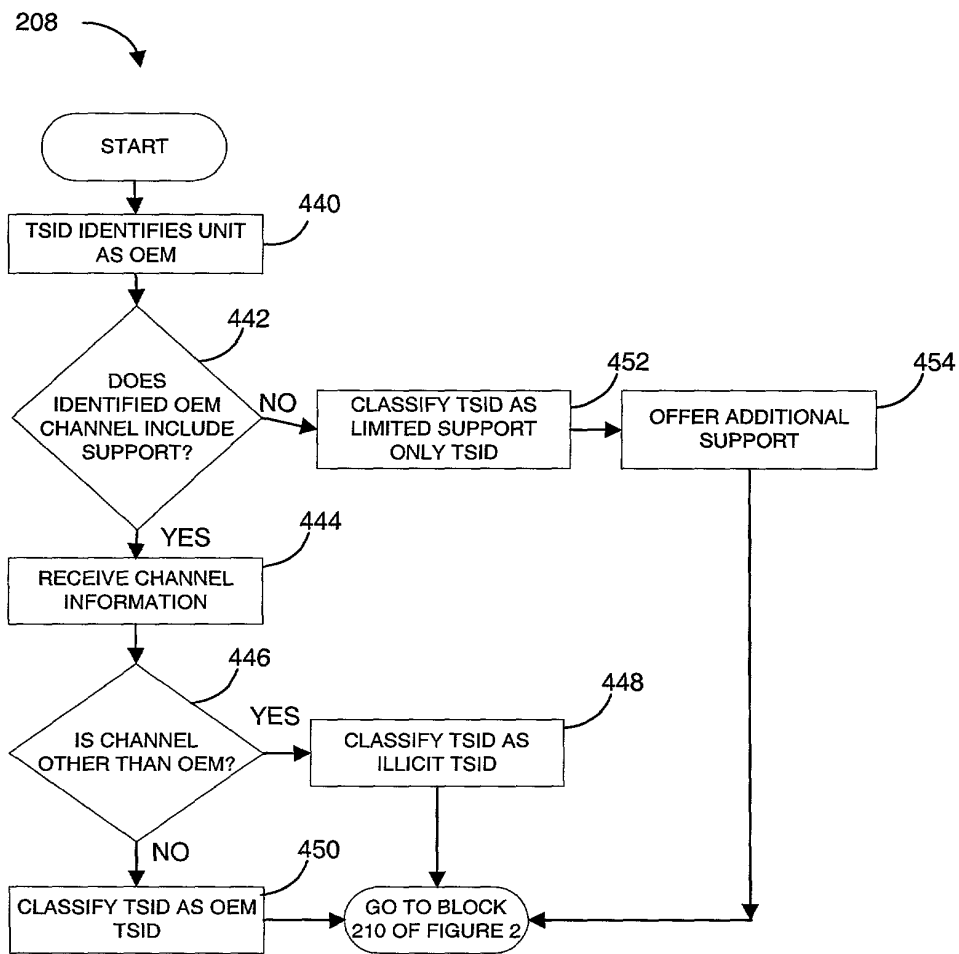 208
START
440
TSID IDENTIFIES UNIT
AS OEM
442
DOES
IDENTIFIED OEM
CHANNEL INCLUDE
SUPPORT?
NO
452
CLASSIFY TSID AS
LIMITED SUPPORT
ONLY TSID
454
OFFER ADDITIONAL
SUPPORT
YES
444
RECEIVE CHANNEL
INFORMATION
446
IS CHANNEL
OTHER THAN OEM?
YES
448
CLASSIFY TSID AS
ILLICIT TSID
NO
450
CLASSIFY TSID AS OEM
TSID
GO TO BLOCK
210 OF FIGURE 2